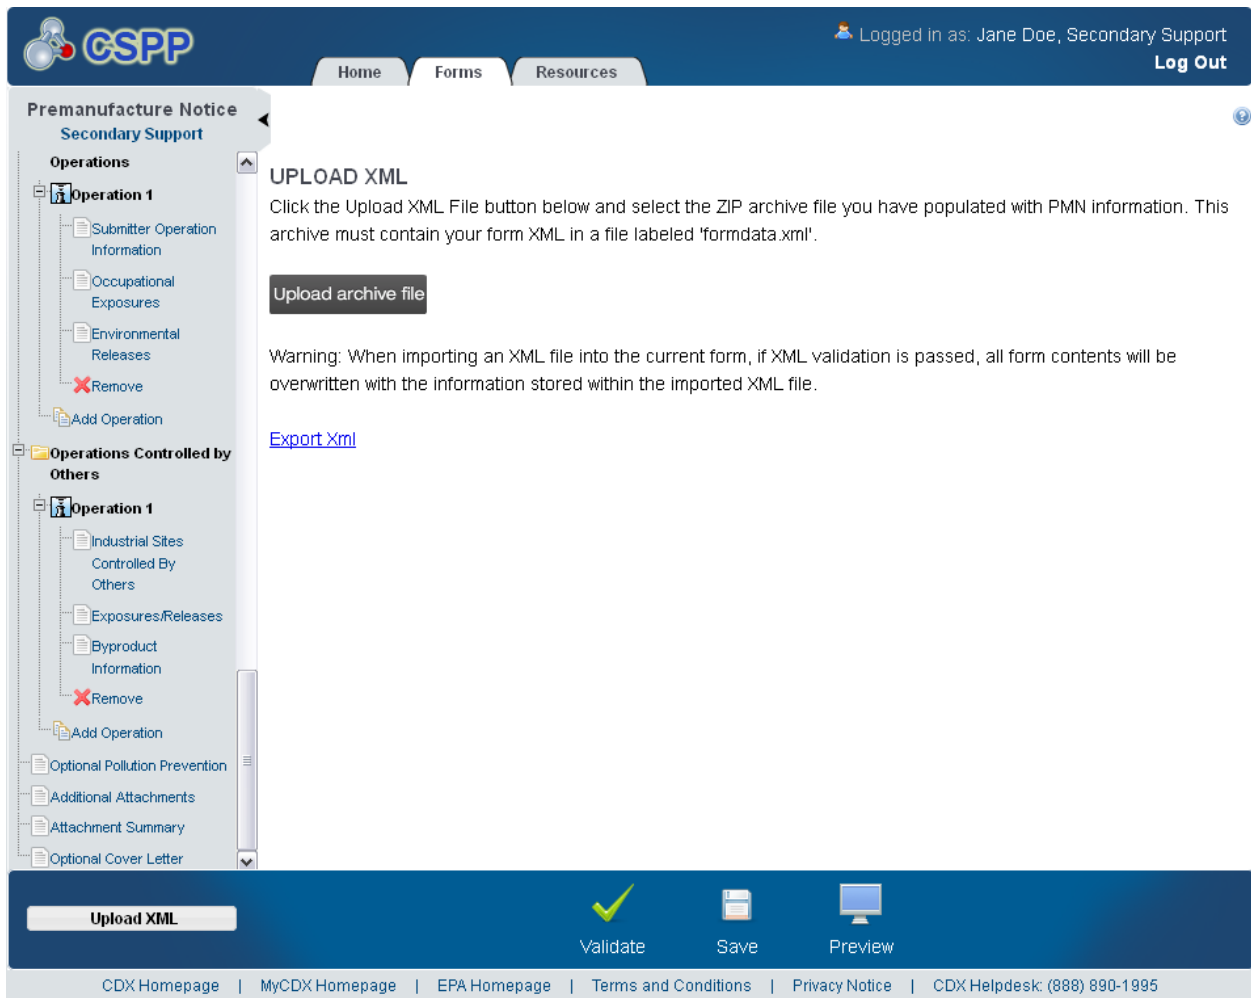 CSPP
Logged in as: Jane Doe, Secondary Support
Log Out
Home
Forms
Resources
Premanufacture Notice
Secondary Support
Operations
Operation 1
Submitter Operation
Information
Occupational
Exposures
Environmental
Releases
Remove
Add Operation
Operations Controlled by
Others
Operation 1
Industrial Sites
Controlled By
Others
Exposures/Releases
Byproduct
Information
Remove
Add Operation
Optional Pollution Prevention
Additional Attachments
Attachment Summary
Optional Cover Letter
UPLOAD XML
Click the Upload XML File button below and select the ZIP archive file you have populated with PMN information. This
archive must contain your form XML in a file labeled 'formdata.xml'.
Upload archive file
Warning: When importing an XML file into the current form, if XML validation is passed, all form contents will be
overwritten with the information stored within the imported XML file.
Export Xml
Upload XML
Validate
Save
Preview
CDX Homepage | MyCDX Homepage | EPA Homepage | Terms and Conditions | Privacy Notice | CDX Helpdesk: (888) 890-1995